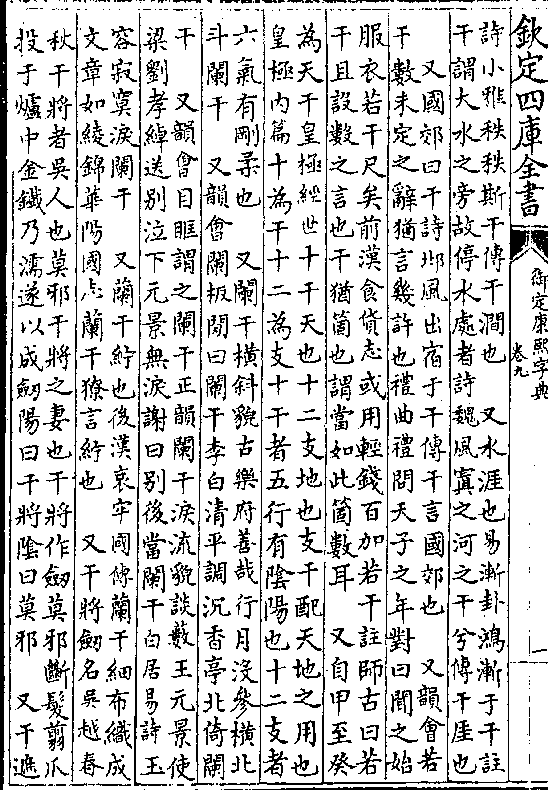 欽定四庫全書
御定康熙字典
卷九
一
詩小雅秩秩斯干傳干澗也　又水涯也易漸卦鴻漸于干註
干謂大水之旁故停水處者詩魏風寘之河之干兮傳干厓也
又國郊曰干詩邶風出宿于干傳干言國郊也　又韻會若
干數未定之辭猶言幾許也禮曲禮問天子之年對曰聞之始
服衣若干尺矣前漢食貨志或用輕錢百加若干註師古曰若
干且設數之言也干猶箇也謂當如此箇數耳　又自甲至癸
為天干皇極經世十干天也十二支地也支干配天地之用也
皇極內篇十為干十二為支十干者五行有陰陽也十二支者
六氣有剛柔也　又闌干橫斜貌古樂府善哉行月沒參橫北
斗闌干　又韻會闌板間曰闌干李白清平調沉香亭北倚闌
干　又韻會目眶謂之闌干正韻闌干淚流貌談藪王元景使
梁劉孝綽送別泣下元景無淚謝曰別後當闌干白居易詩玉
容寂寞淚闌干　又蘭干紵也後漢哀牢國傳蘭干細布織成
文章如綾錦華陽國志蘭干獠言紵也　又干將劒名吳越春
秋干將者吳人也莫邪干將之妻也干將作劒莫邪斷髮翦爪
投于爐中金鐵乃濡遂以成劒陽曰干將陰曰莫邪　又干遮